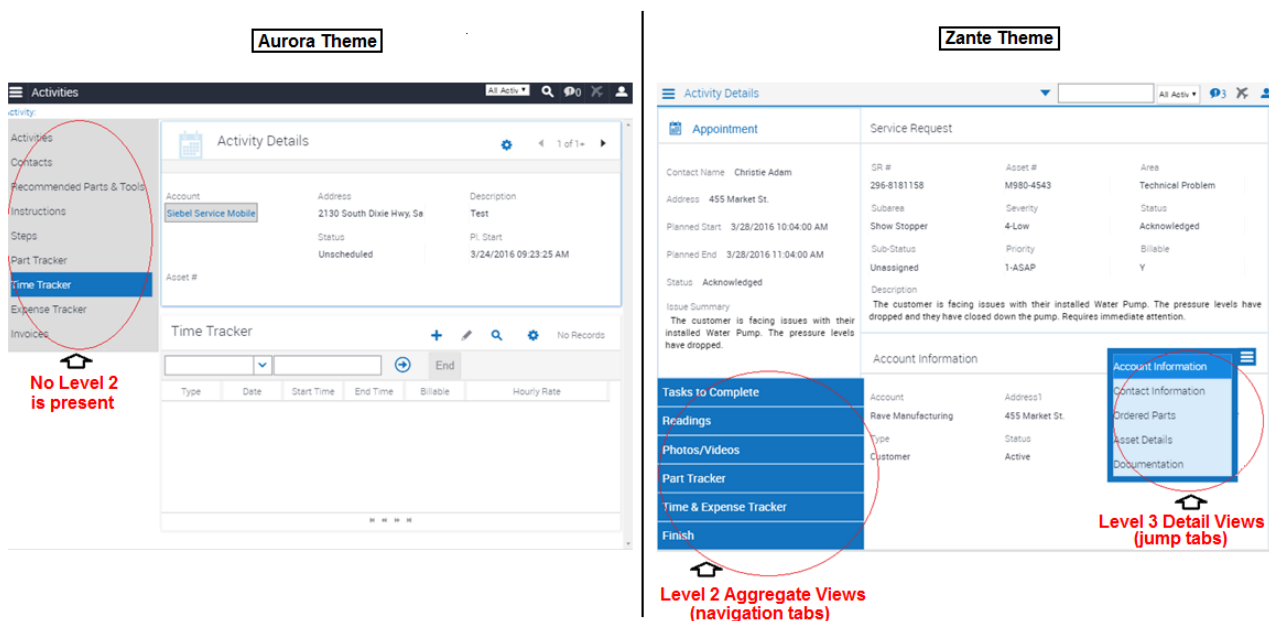 Aurora Theme
Activities
All Activ
0
Activity:
Activities
Contacts
Recommended Parts & Tools
Instructions
Steps
Part Tracker
Time Tracker
Expense Tracker
Invoices
No Level 2
is present
Activity Details
1 of 1+
Account
Address
Description
Siebel Service Mobile
2130 South Dixie Hwy, Sa
Test
Status
Pl. Start
Unscheduled
3/24/2016 09:23:25 AM
Asset #
Time Tracker
No Records
End
Type Date Start Time End Time Billable Hourly Rate
Zante Theme
Activity Details
All Activ
3
Appointment
Contact Name Christie Adam
Address 455 Market St.
Planned Start 3/28/2016 10:04:00 AM
Planned End 3/28/2016 11:04:00 AM
Status Acknowledged
Issue Summary
The customer is facing issues with their
installed Water Pump. The pressure levels
have dropped.
Tasks to Complete
Readings
Photos/Videos
Part Tracker
Time & Expense Tracker
Finish
Level 2 Aggregate Views
(navigation tabs)
Service Request
SR # Asset # Area
296-8181158 M980-4543 Technical Problem
Subarea Severity Status
Show Stopper 4-Low Acknowledged
Sub-Status Priority Billable
Unassigned 1-ASAP Y
Description
The customer is facing issues with their installed Water Pump. The pressure levels have
dropped and they have closed down the pump. Requires immediate attention.
Account Information
Account Address1
Rave Manufacturing 455 Market St.
Type Status
Customer Active
Account Information
Contact Information
Ordered Parts
Asset Details
Documentation
Level 3 Detail Views
(jump tabs)